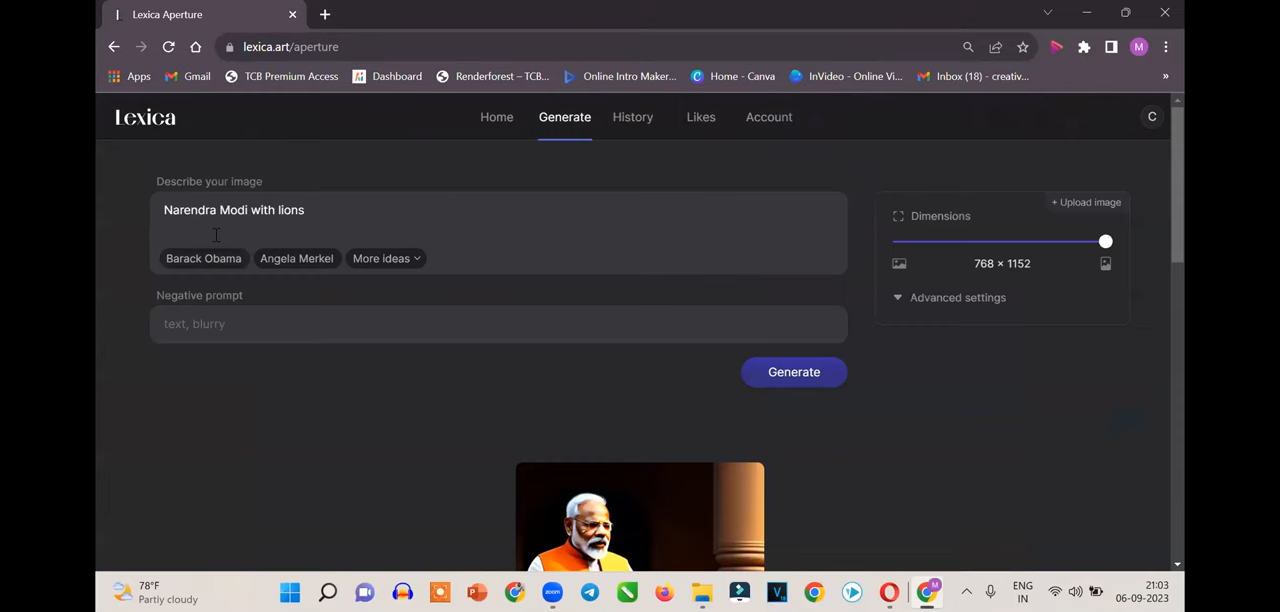 Lexica Aperture
lexica.art/aperture
M
Apps
Gmail
TCB Premium Access
Dashboard
Renderforest – TCB...
Online Intro Maker...
Home - Canva
InVideo - Online Vi...
Inbox (18) - creativ...
»
Lexica
Home
Generate
History
Likes
Account
C
Describe your image
Narendra Modi with lions
Barack Obama
Angela Merkel
More ideas
+ Upload image
Dimensions
768 × 1152
Advanced settings
Negative prompt
text, blurry
Generate
78°F
Partly cloudy
zoom
ENG
IN
21:03
06-09-2023